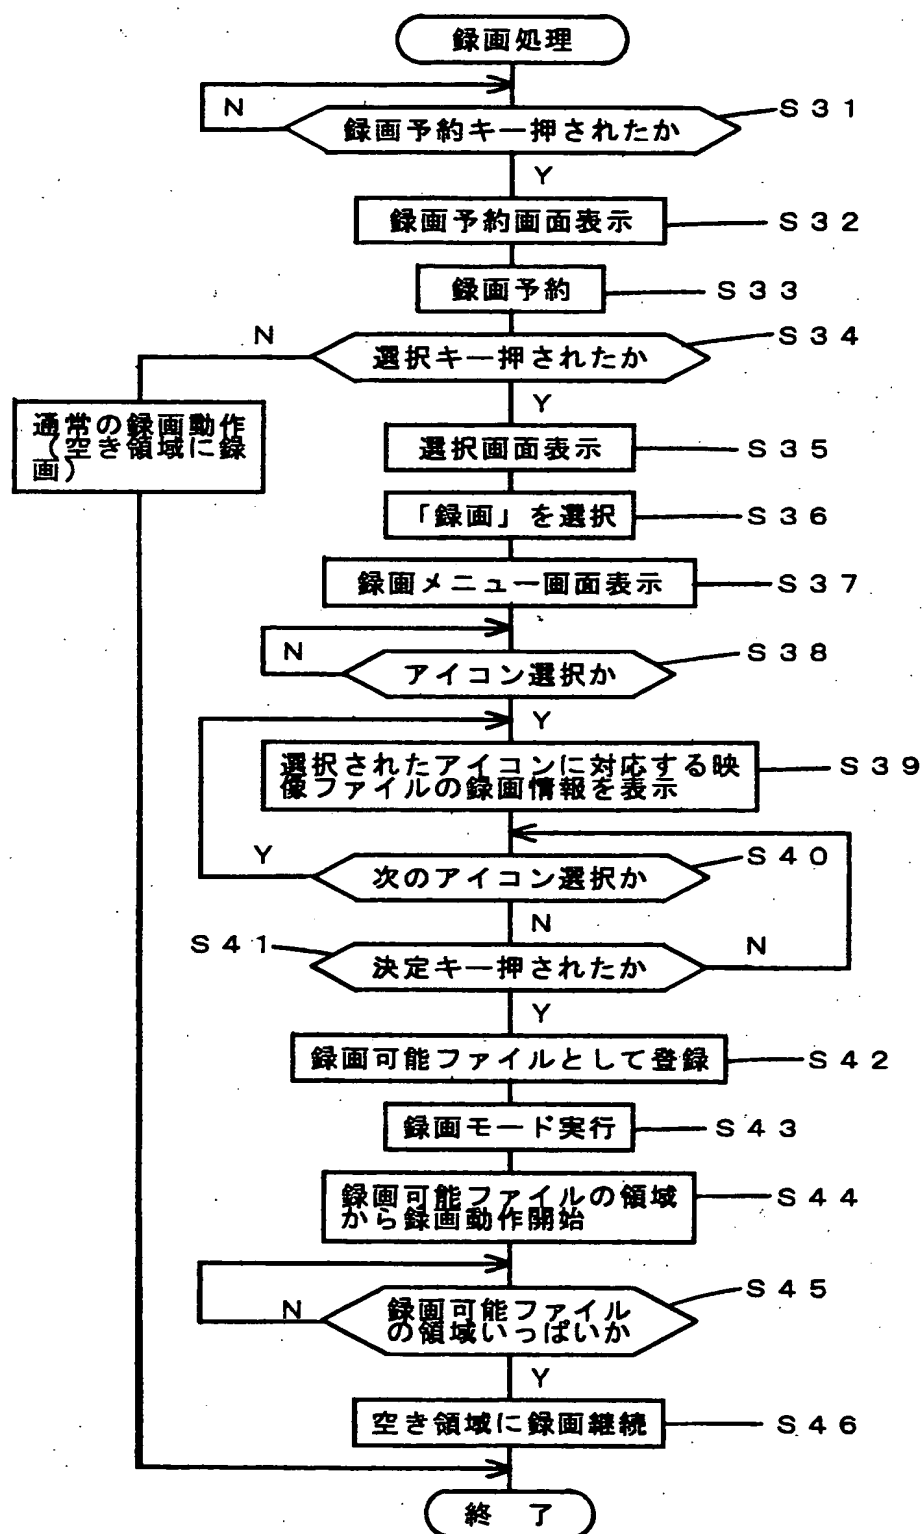 録画処理
N
録画予約キー押されたか
S31
Y
録画予約画面表示
S32
録画予約
S33
N
選択キー押されたか
S34
Y
通常の録画動作
(空き領域に録
画)
選択画面表示
S35
「録画」を選択
S36
録画メニュー画面表示
S37
N
アイコン選択か
S38
Y
選択されたアイコンに対応する映
像ファイルの録画情報を表示
S39
Y
次のアイコン選択か
S40
N
S41
決定キー押されたか
N
Y
録画可能ファイルとして登録
S42
録画モード実行
S43
録画可能ファイルの領域
から録画動作開始
S44
N
録画可能ファイル
の領域いっぱいか
S45
Y
空き領域に録画継続
S46
終 了